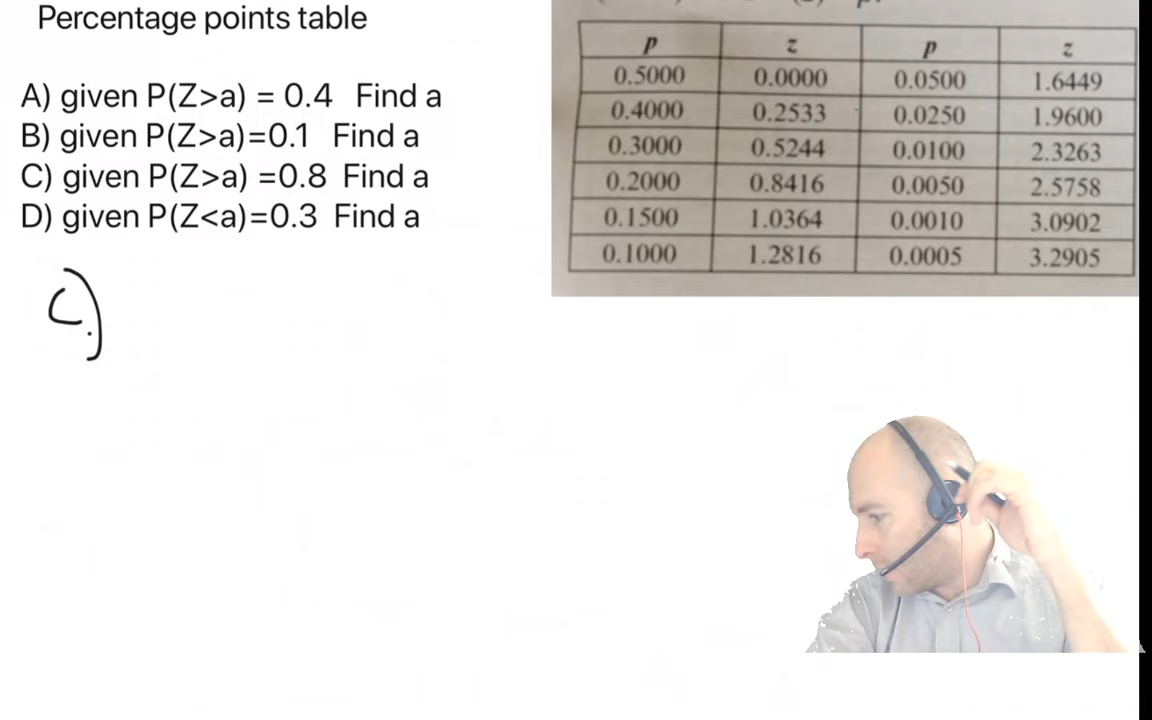 Percentage points table
A) given P(Z>a) = 0.4 Find a
B) given P(Z>a)=0.1 Find a
C) given P(Z>a) =0.8 Find a
D) given P(Z<a)=0.3 Find a
C.)
p z p z
0.5000 0.0000 0.0500 1.6449
0.4000 0.2533 0.0250 1.9600
0.3000 0.5244 0.0100 2.3263
0.2000 0.8416 0.0050 2.5758
0.1500 1.0364 0.0010 3.0902
0.1000 1.2816 0.0005 3.2905